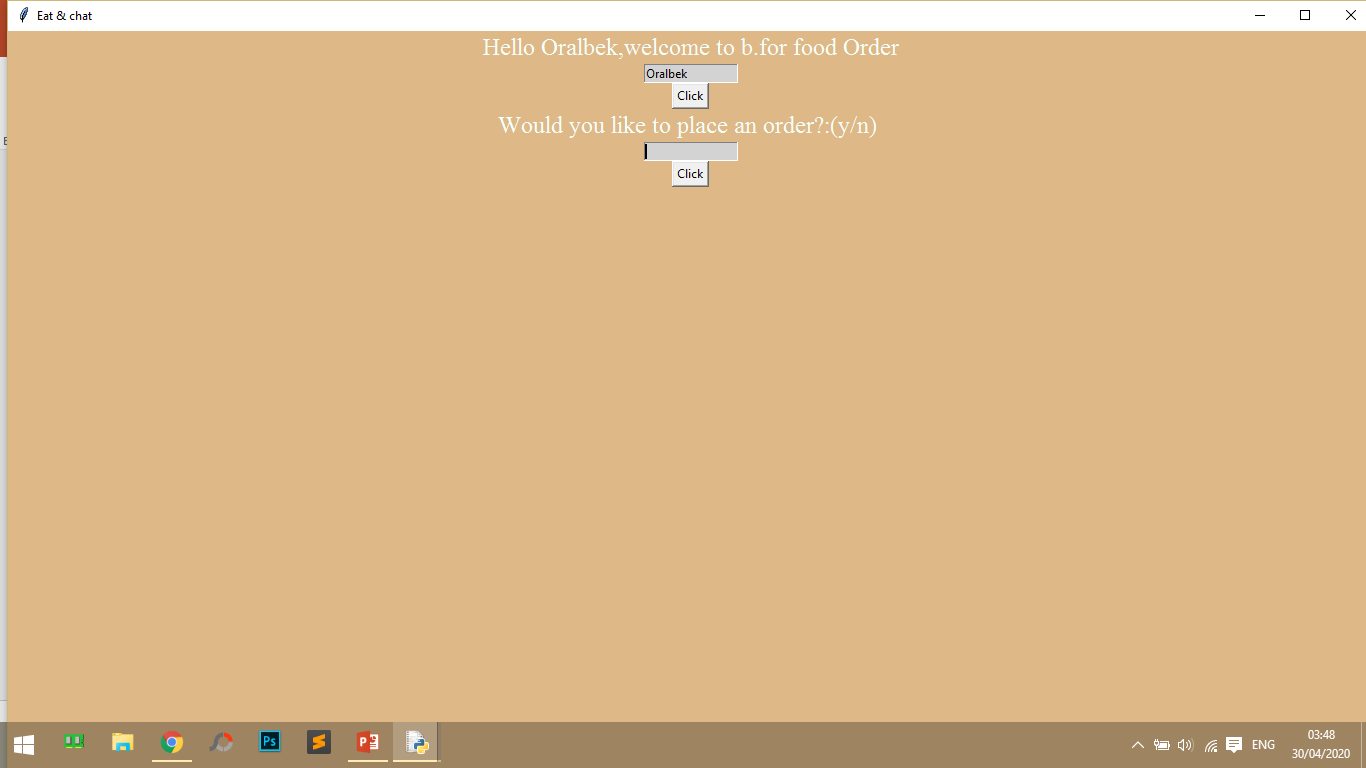 Eat & chat
Hello Oralbek,welcome to b.for food Order
Oralbek
Click
Would you like to place an order?:(y/n)
Click
Ps
P
ENG
03:48
30/04/2020